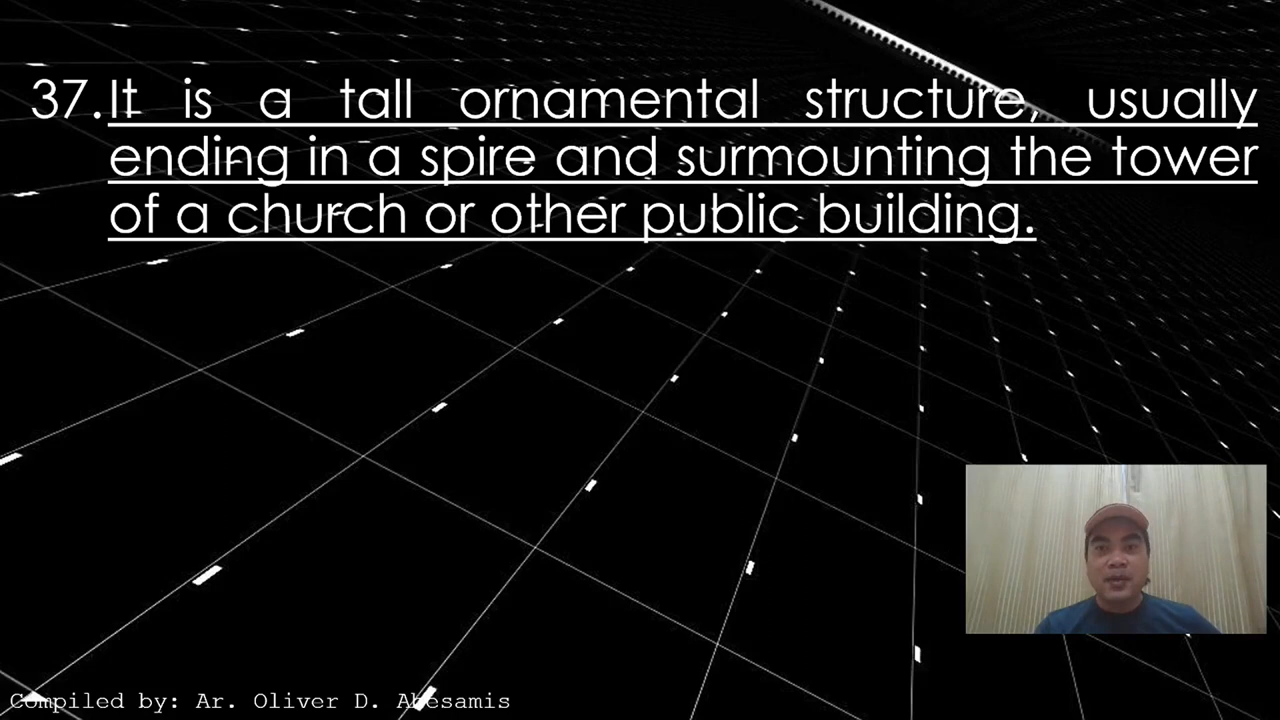 37. It is a tall ornamental structure, usually
ending in a spire and surmounting the tower
of a church or other public building.
Compiled by: Ar. Oliver D. Abesamis